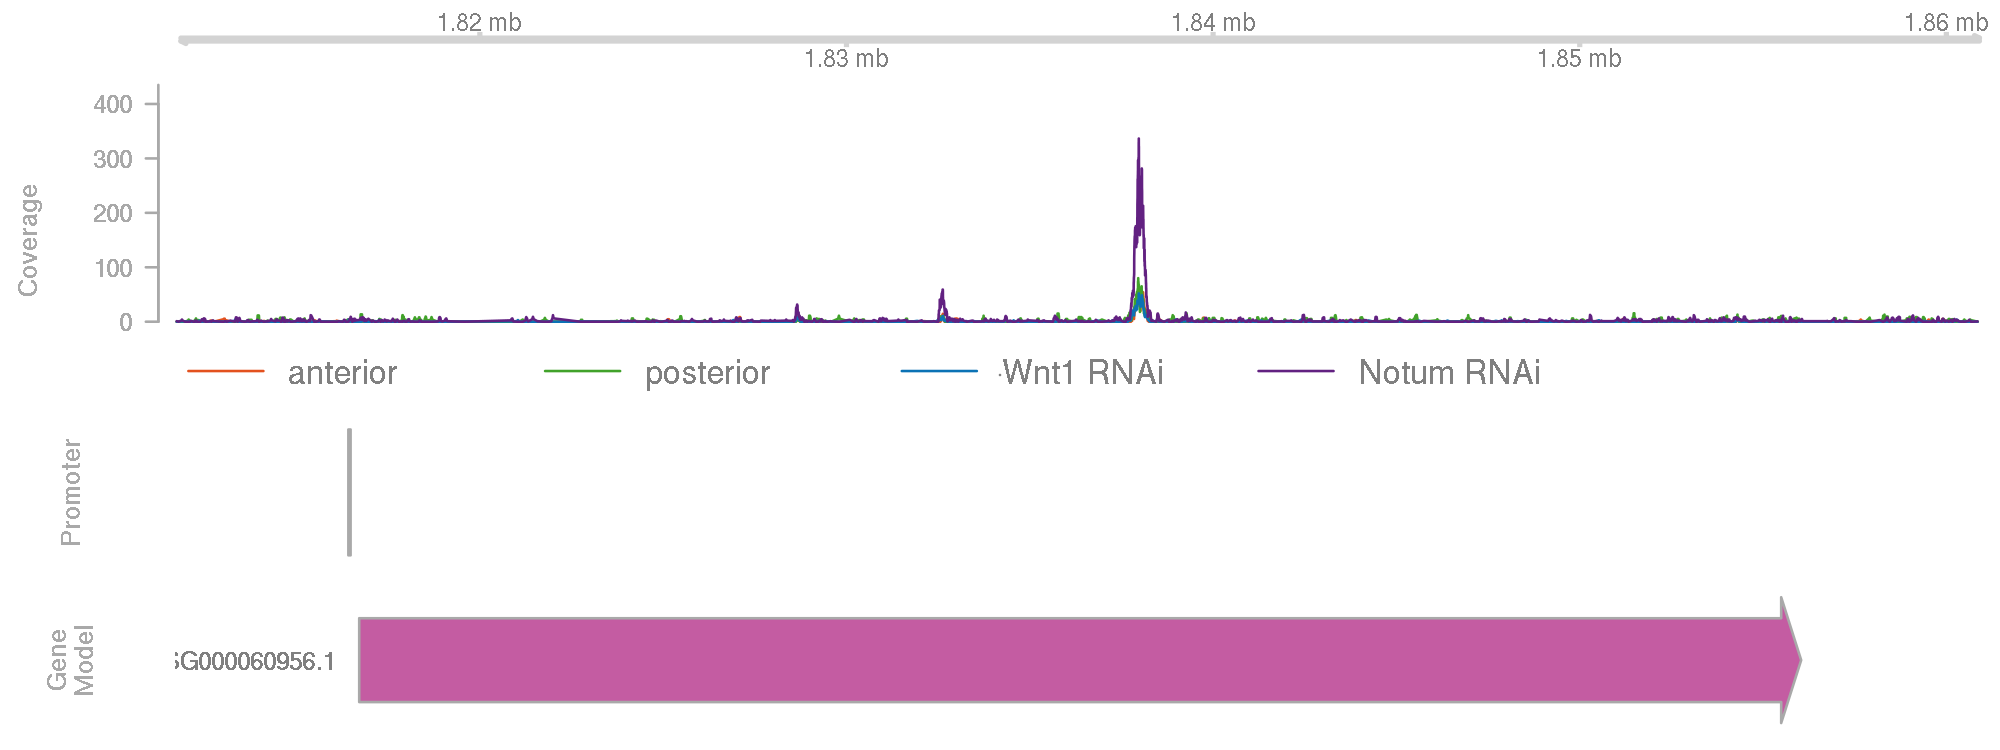 1.82 mb 1.84 mb 1.86 mb
1.83 mb 1.85 mb
Coverage
400
300
200
100
0
anterior posterior Wnt1 RNAi Notum RNAi
Promoter
Gene
Model
SG000060956.1